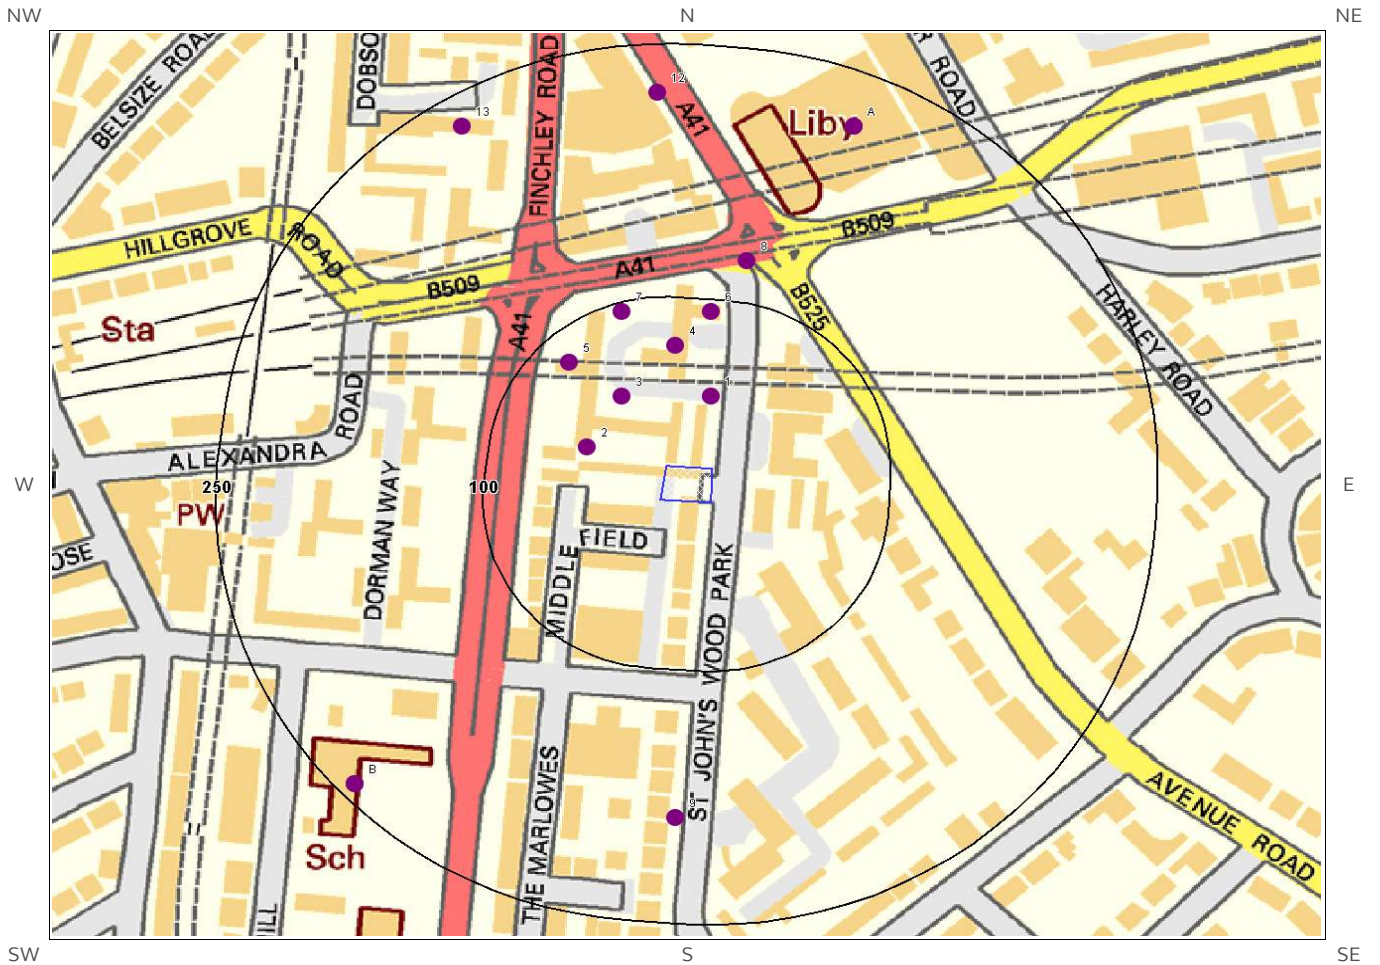 NW
N
NE
BELSIZE ROA
DOBSO
FINCHLEY ROAD
12
A41
13
Liby
A
R ROAD
HILLGROVE
ROAD
B509
A41
8
B509
B525
HARLEY ROAD
Sta
B509
A41
7
6
4
5
3
1
2
ROAD
ALEXANDRA
W
250
100
E
PW
DORMAN WAY
FIELD
MIDDLE
OSE
ST JOHN'S WOOD PARK
B
Sch
THE MARLOWES
AVENUE ROAD
ILL
SW
S
SE